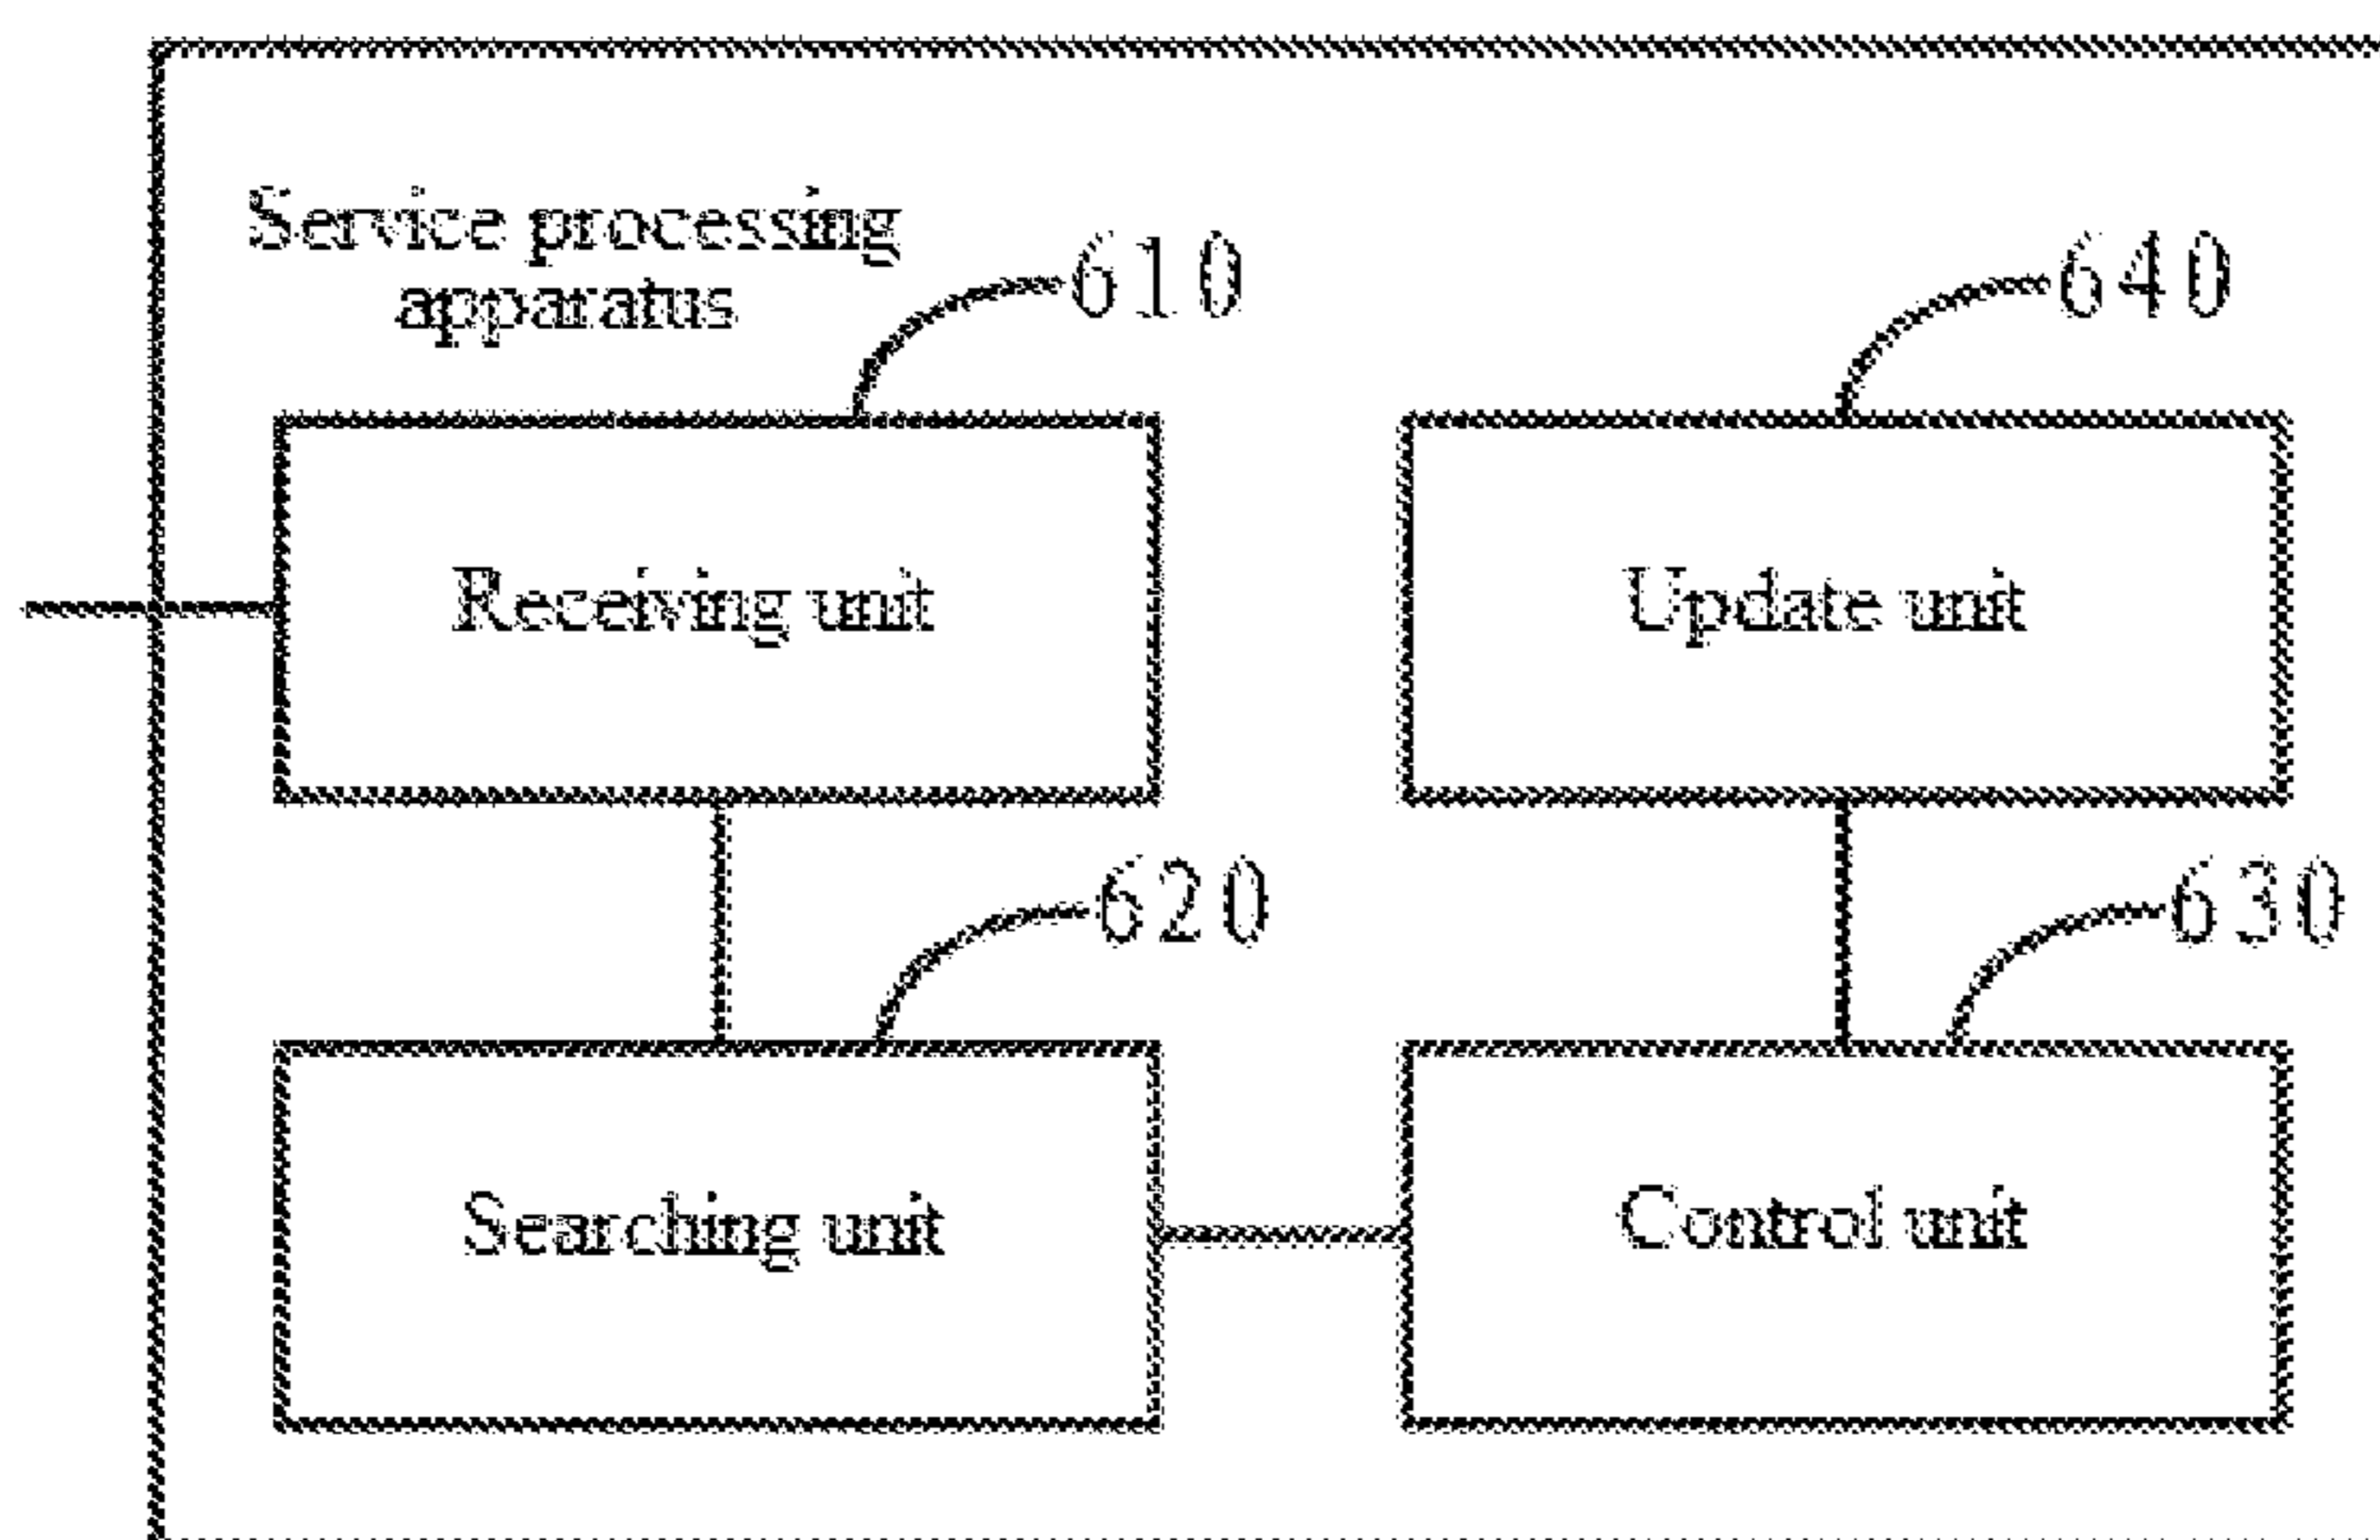 Service processing
apparatus
610
640
Receiving unit
Update unit
620
630
Searching unit
Control unit